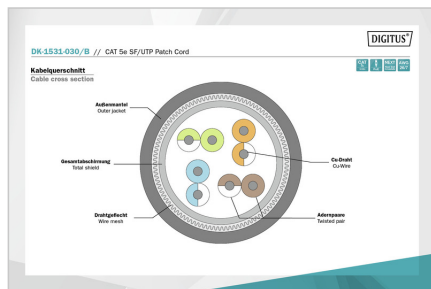 DIGITUS®
DK-1531-030/B // CAT 5e SF/UTP Patch Cord
Kabelquerschnitt
Cable cross section
Außenmantel
Outer jacket
Gesamtabschirmung
Total shield
Drahtgeflecht
Wire mesh
Cu-Draht
Cu-Wire
Adernpaare
Twisted pair